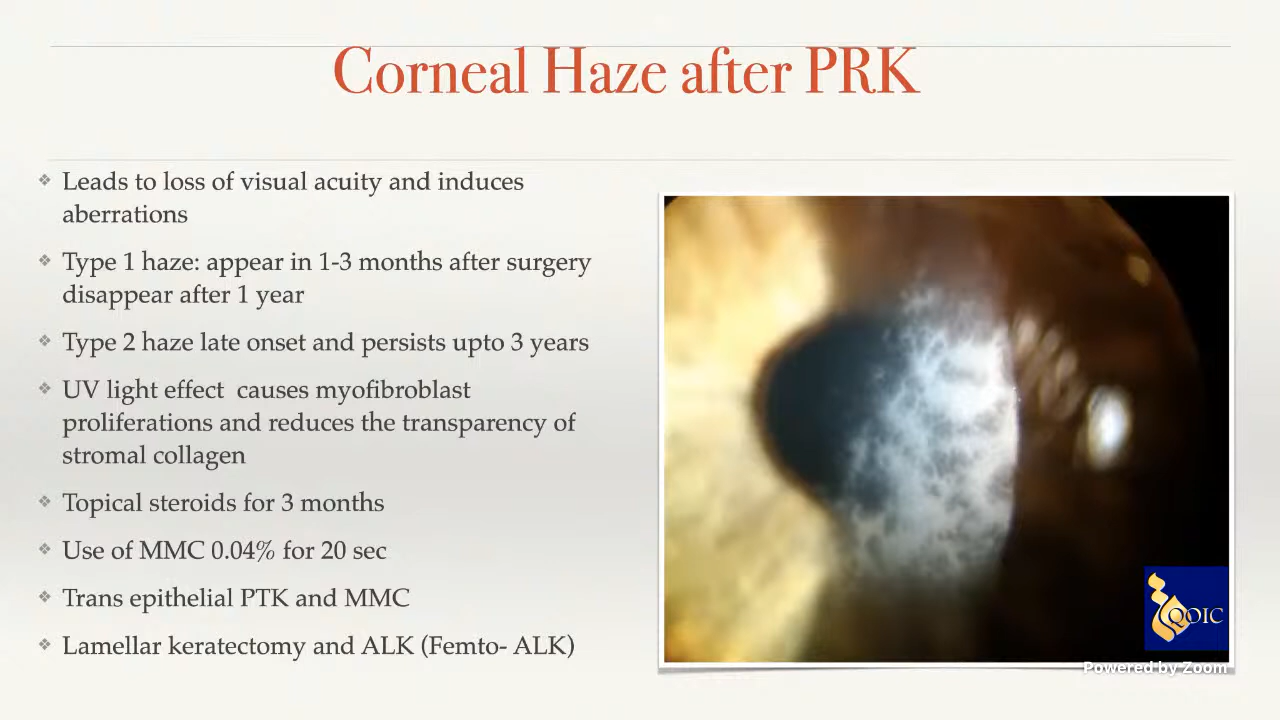 Corneal Haze after PRK
Leads to loss of visual acuity and induces
aberrations
Type 1 haze: appear in 1-3 months after surgery
disappear after 1 year
Type 2 haze late onset and persists upto 3 years
UV light effect causes myofibroblast
proliferations and reduces the transparency of
stromal collagen
Topical steroids for 3 months
Use of MMC 0.04% for 20 sec
Trans epithelial PTK and MMC
Lamellar keratectomy and ALK (Femto- ALK)
QOIC
Powered by Zoom